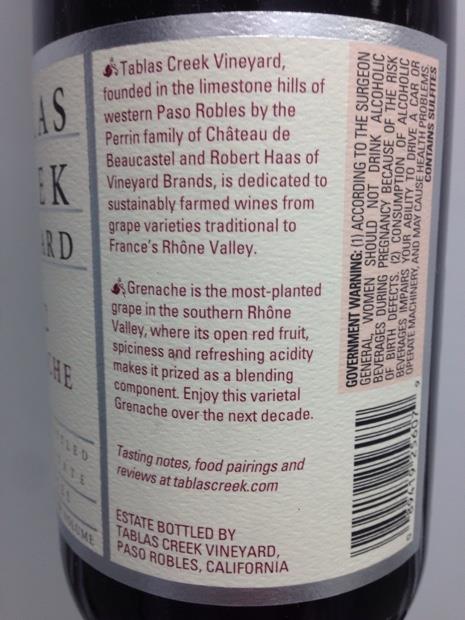 Tablas Creek Vineyard,
founded in the limestone hills of
western Paso Robles by the
Perrin family of Château de
Beaucastel and Robert Haas of
Vineyard Brands, is dedicated to
sustainably farmed wines from
grape varieties traditional to
France's Rhône Valley.
Grenache is the most-planted
grape in the southern Rhône
Valley, where its open red fruit,
spiciness and refreshing acidity
makes it prized as a blending
component. Enjoy this varietal
Grenache over the next decade.
Tasting notes, food pairings and
reviews at tablascreek.com
ESTATE BOTTLED BY
TABLAS CREEK VINEYARD,
PASO ROBLES, CALIFORNIA
GOVERNMENT WARNING: (1) ACCORDING TO THE SURGEON
GENERAL, WOMEN SHOULD NOT DRINK ALCOHOLIC
BEVERAGES DURING PREGNANCY BECAUSE OF THE RISK
OF BIRTH DEFECTS. (2) CONSUMPTION OF ALCOHOLIC
BEVERAGES IMPAIRS YOUR ABILITY TO DRIVE A CAR OR
OPERATE MACHINERY, AND MAY CAUSE HEALTH PROBLEMS.
CONTAINS SULFITES
0 89419 25607 9